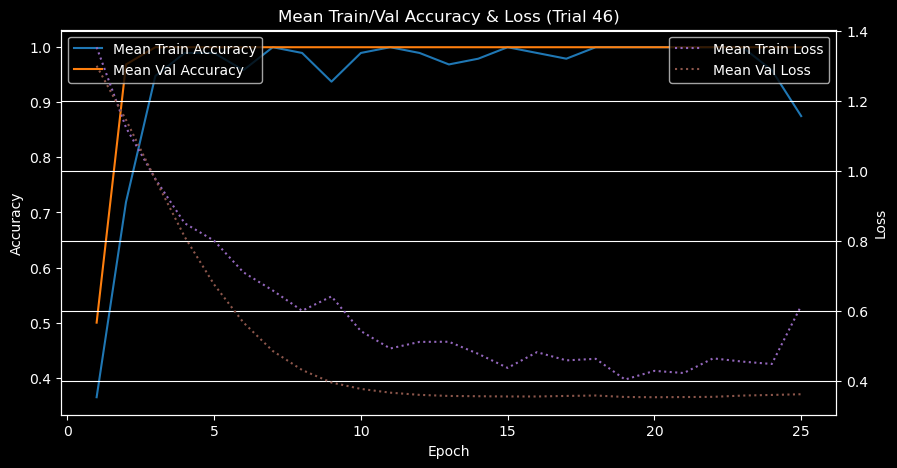 Mean Train/Val Accuracy & Loss (Trial 46)
Mean Train Accuracy
Mean Val Accuracy
Mean Train Loss
Mean Val Loss
1.0
0.9
0.8
0.7
0.6
0.5
0.4
Accuracy
1.4
1.2
1.0
0.8
0.6
0.4
Loss
0 5 10 15 20 25
Epoch